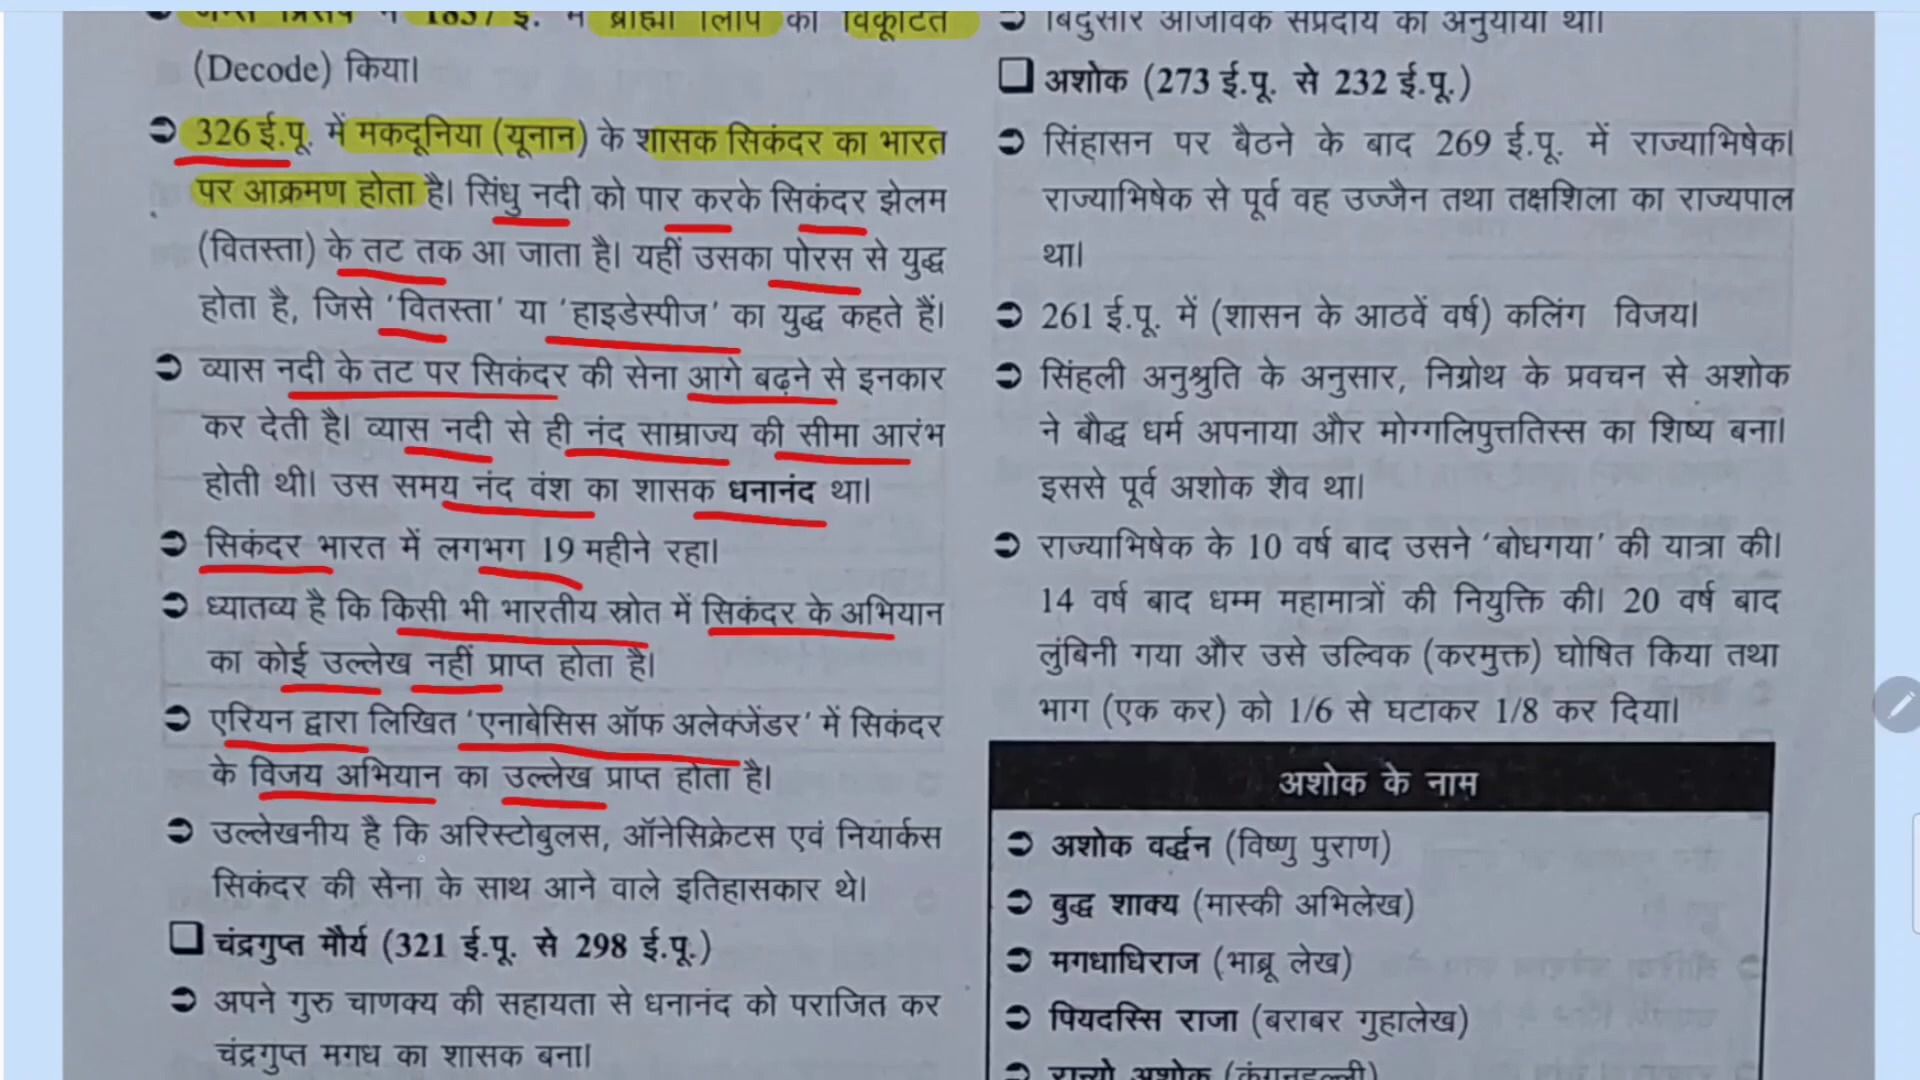 जेम्स प्रिंसेप ने 1837 ई. में ब्राह्मी लिपि को विकूटित
(Decode) किया।
326 ई.पू. में मकदूनिया (यूनान) के शासक सिकंदर का भारत
पर आक्रमण होता है। सिंधु नदी को पार करके सिकंदर झेलम
(वितस्ता) के तट तक आ जाता है। यहीं उसका पोरस से युद्ध
होता है, जिसे 'वितस्ता' या 'हाइडेस्पीज' का युद्ध कहते हैं।
व्यास नदी के तट पर सिकंदर की सेना आगे बढ़ने से इनकार
कर देती है। व्यास नदी से ही नंद साम्राज्य की सीमा आरंभ
होती थी। उस समय नंद वंश का शासक धनानंद था।
सिकंदर भारत में लगभग 19 महीने रहा।
ध्यातव्य है कि किसी भी भारतीय स्रोत में सिकंदर के अभियान
का कोई उल्लेख नहीं प्राप्त होता है।
एरियन द्वारा लिखित 'एनाबेसिस ऑफ अलेक्जेंडर' में सिकंदर
के विजय अभियान का उल्लेख प्राप्त होता है।
उल्लेखनीय है कि अरिस्टोबुलस, ऑनेसिक्रेटस एवं नियार्कस
सिकंदर की सेना के साथ आने वाले इतिहासकार थे।
चंद्रगुप्त मौर्य (321 ई.पू. से 298 ई.पू.)
अपने गुरु चाणक्य की सहायता से धनानंद को पराजित कर
चंद्रगुप्त मगध का शासक बना।
बिंदुसार आजीवक संप्रदाय का अनुयायी था।
अशोक (273 ई.पू. से 232 ई.पू.)
सिंहासन पर बैठने के बाद 269 ई.पू. में राज्याभिषेक।
राज्याभिषेक से पूर्व वह उज्जैन तथा तक्षशिला का राज्यपाल
था।
261 ई.पू. में (शासन के आठवें वर्ष) कलिंग विजय।
सिंहली अनुश्रुति के अनुसार, निग्रोथ के प्रवचन से अशोक
ने बौद्ध धर्म अपनाया और मोग्गलिपुत्ततिस्स का शिष्य बना।
इससे पूर्व अशोक शैव था।
राज्याभिषेक के 10 वर्ष बाद उसने 'बोधगया' की यात्रा की।
14 वर्ष बाद धम्म महामात्रों की नियुक्ति की। 20 वर्ष बाद
लुंबिनी गया और उसे उल्विक (करमुक्त) घोषित किया तथा
भाग (एक कर) को 1/6 से घटाकर 1/8 कर दिया।
अशोक के नाम
अशोक वर्द्धन (विष्णु पुराण)
बुद्ध शाक्य (मास्की अभिलेख)
मगधाधिराज (भाब्रू लेख)
पियदस्सि राजा (बराबर गुहालेख)
रान्यो अशोक (कंगनहल्ली)